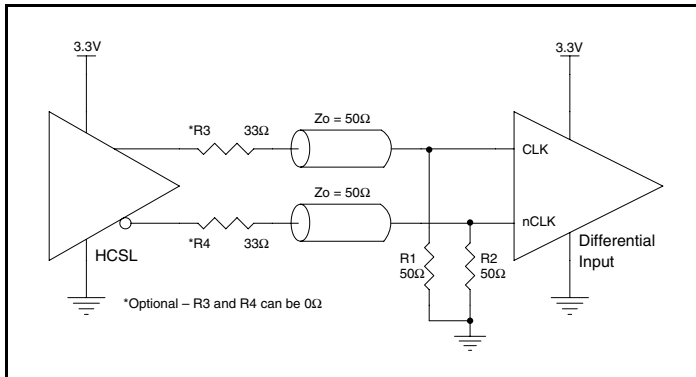 3.3V
3.3V
*R3
33Ω
Zo = 50Ω
CLK
Zo = 50Ω
nCLK
*R4
33Ω
HCSL
R1
50Ω
R2
50Ω
Differential
Input
*Optional – R3 and R4 can be 0Ω